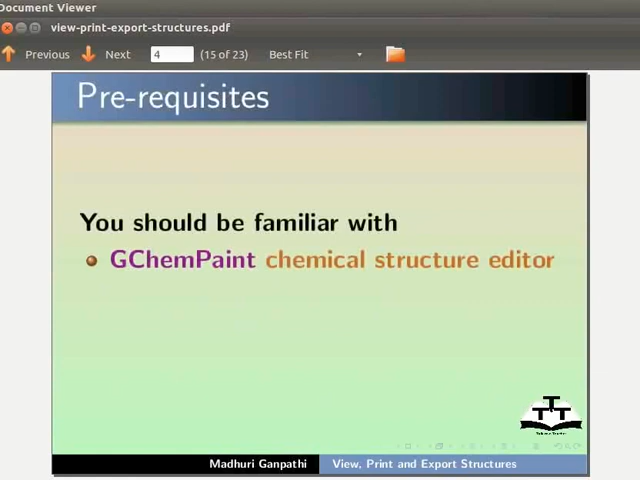 Document Viewer
view-print-export-structures.pdf
Previous Next 4 (15 of 23) Best Fit
Pre-requisites
You should be familiar with
GChemPaint chemical structure editor
Madhuri Ganpathi View, Print and Export Structures